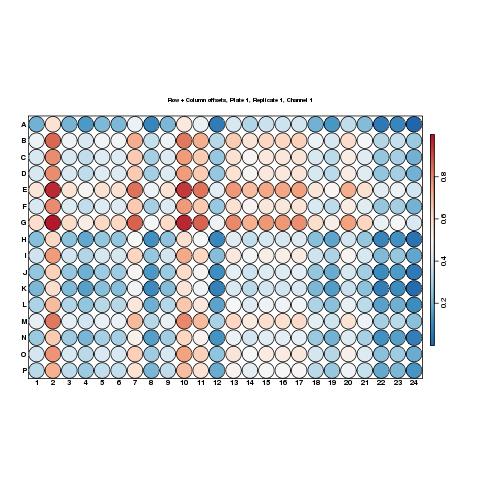 Row + Column offsets, Plate 1, Replicate 1, Channel 1
A
B
C
D
E
F
G
H
I
J
K
L
M
N
O
P
1 2 3 4 5 6 7 8 9 10 11 12 13 14 15 16 17 18 19 20 21 22 23 24
0.8
0.6
0.4
0.2